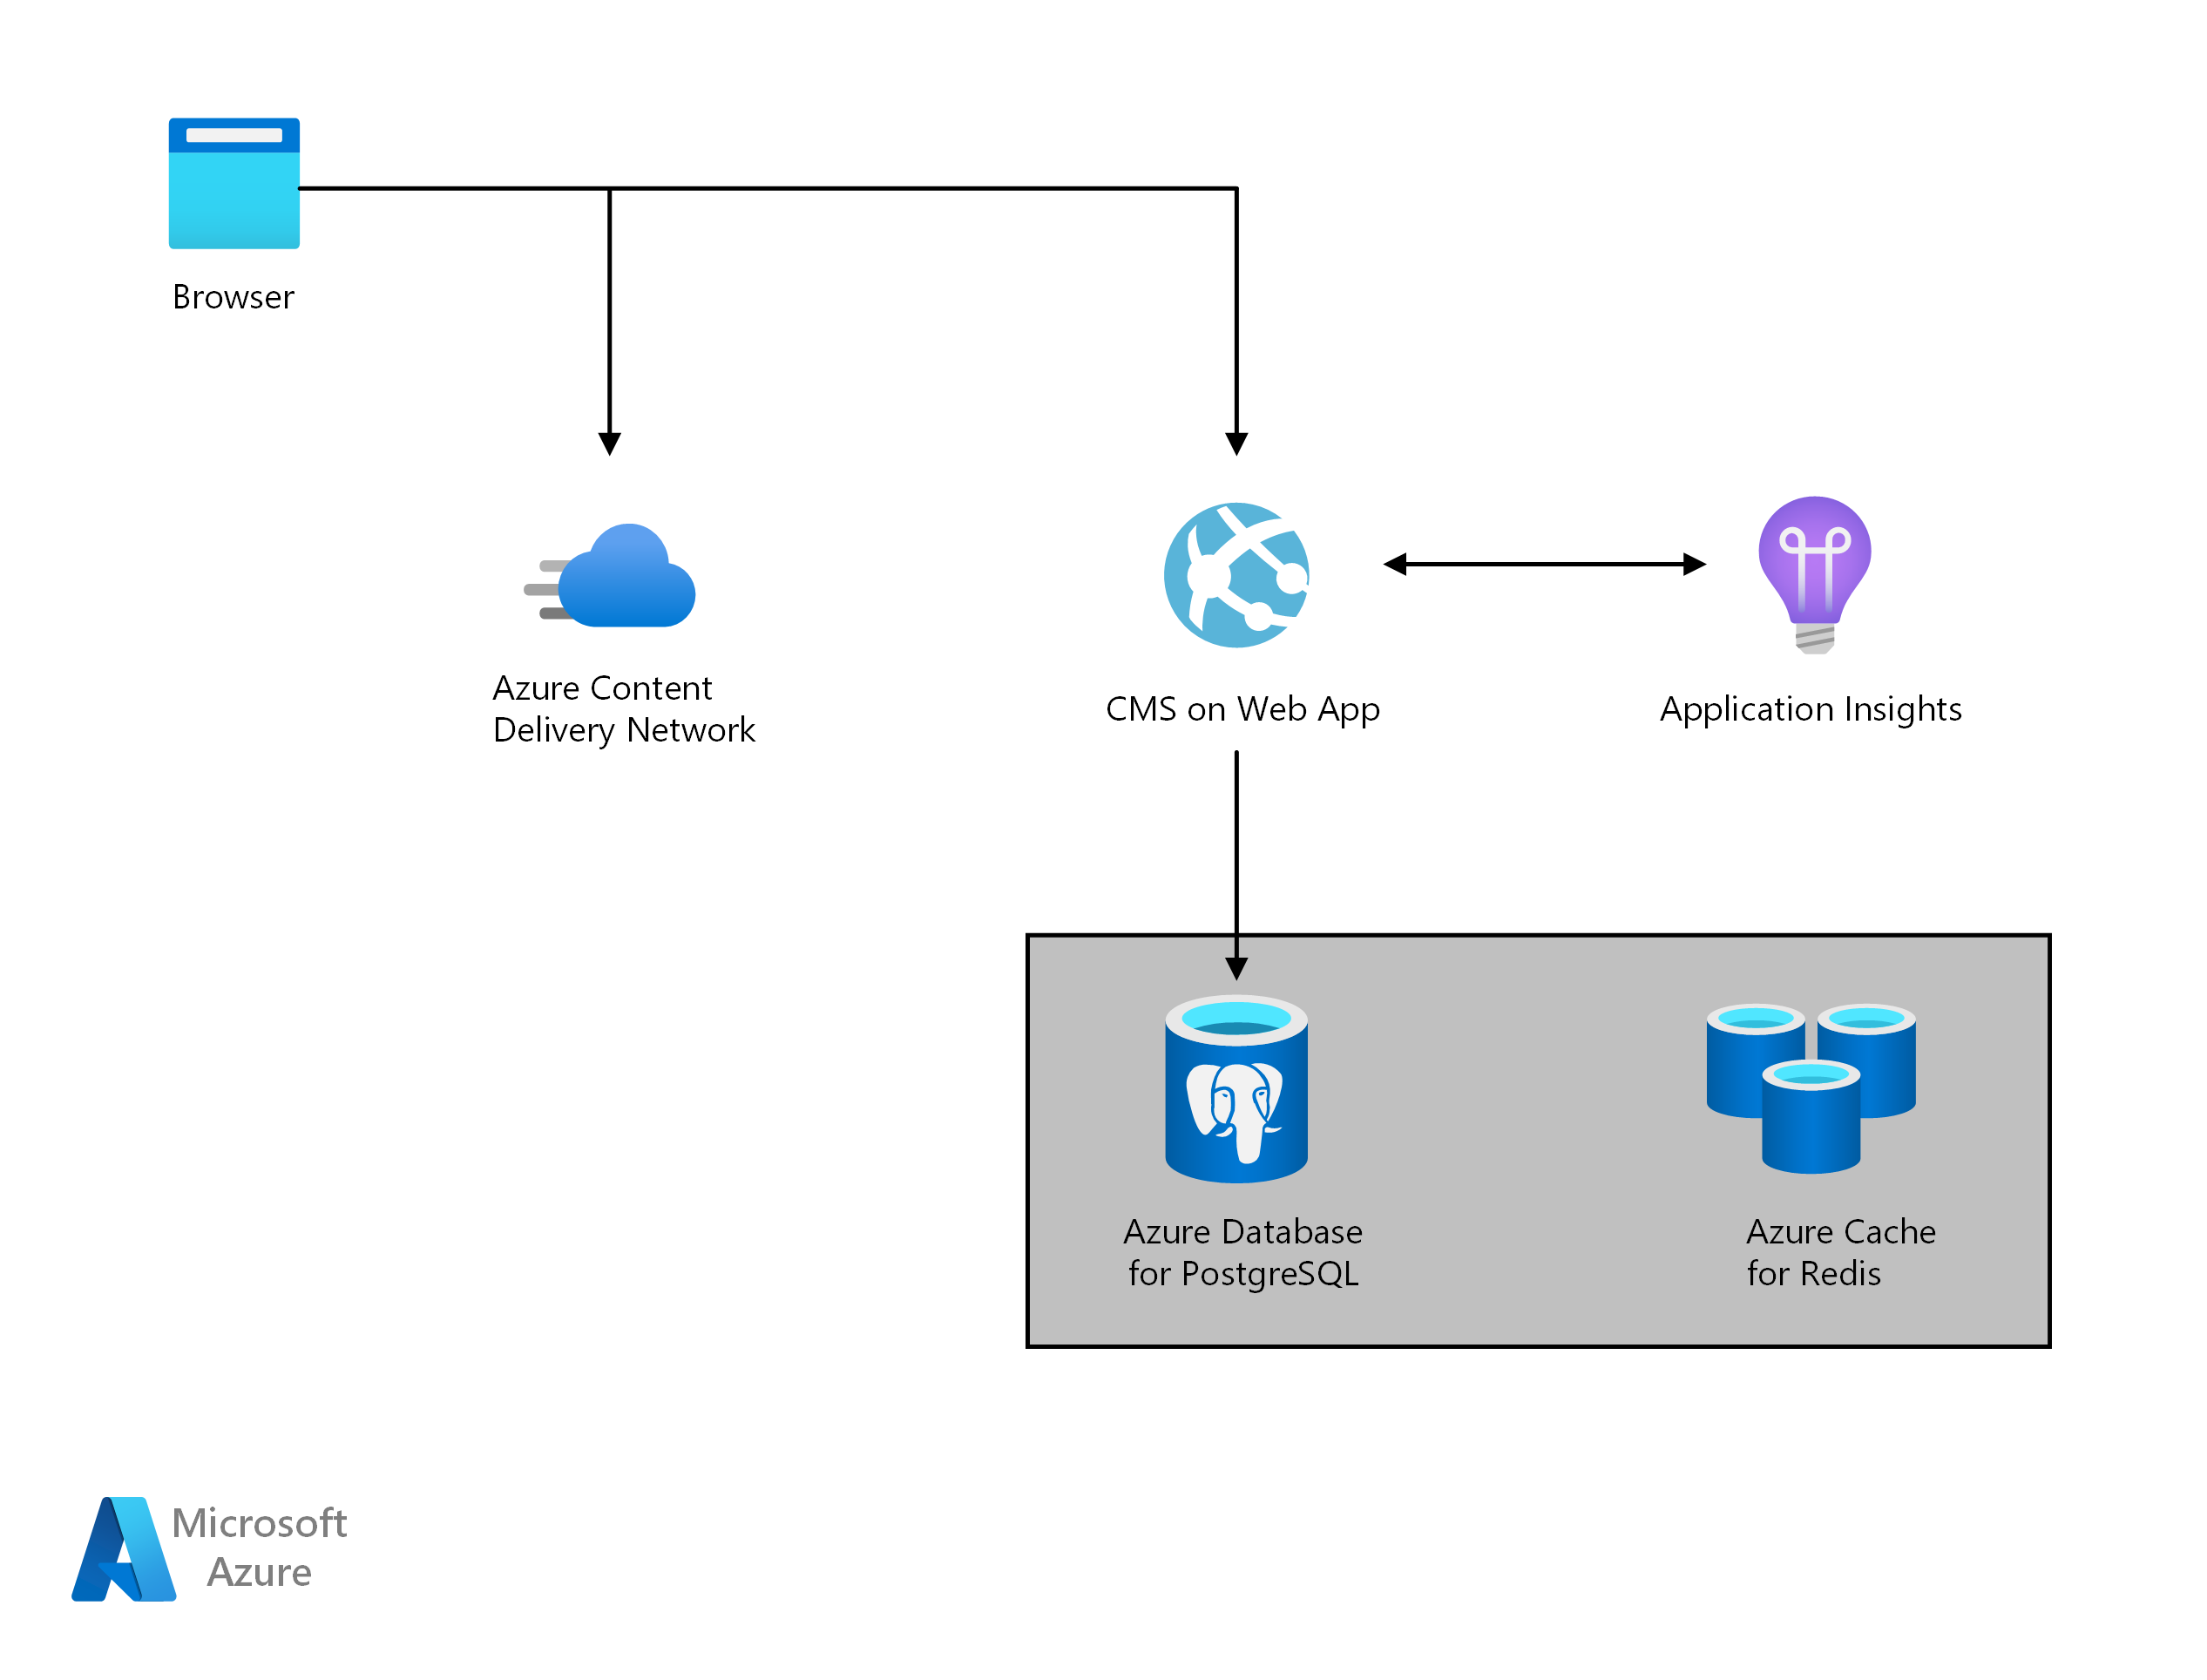 Browser
Azure Content
Delivery Network
CMS on Web App
Application Insights
Azure Database
for PostgreSQL
Azure Cache
for Redis
Microsoft
Azure